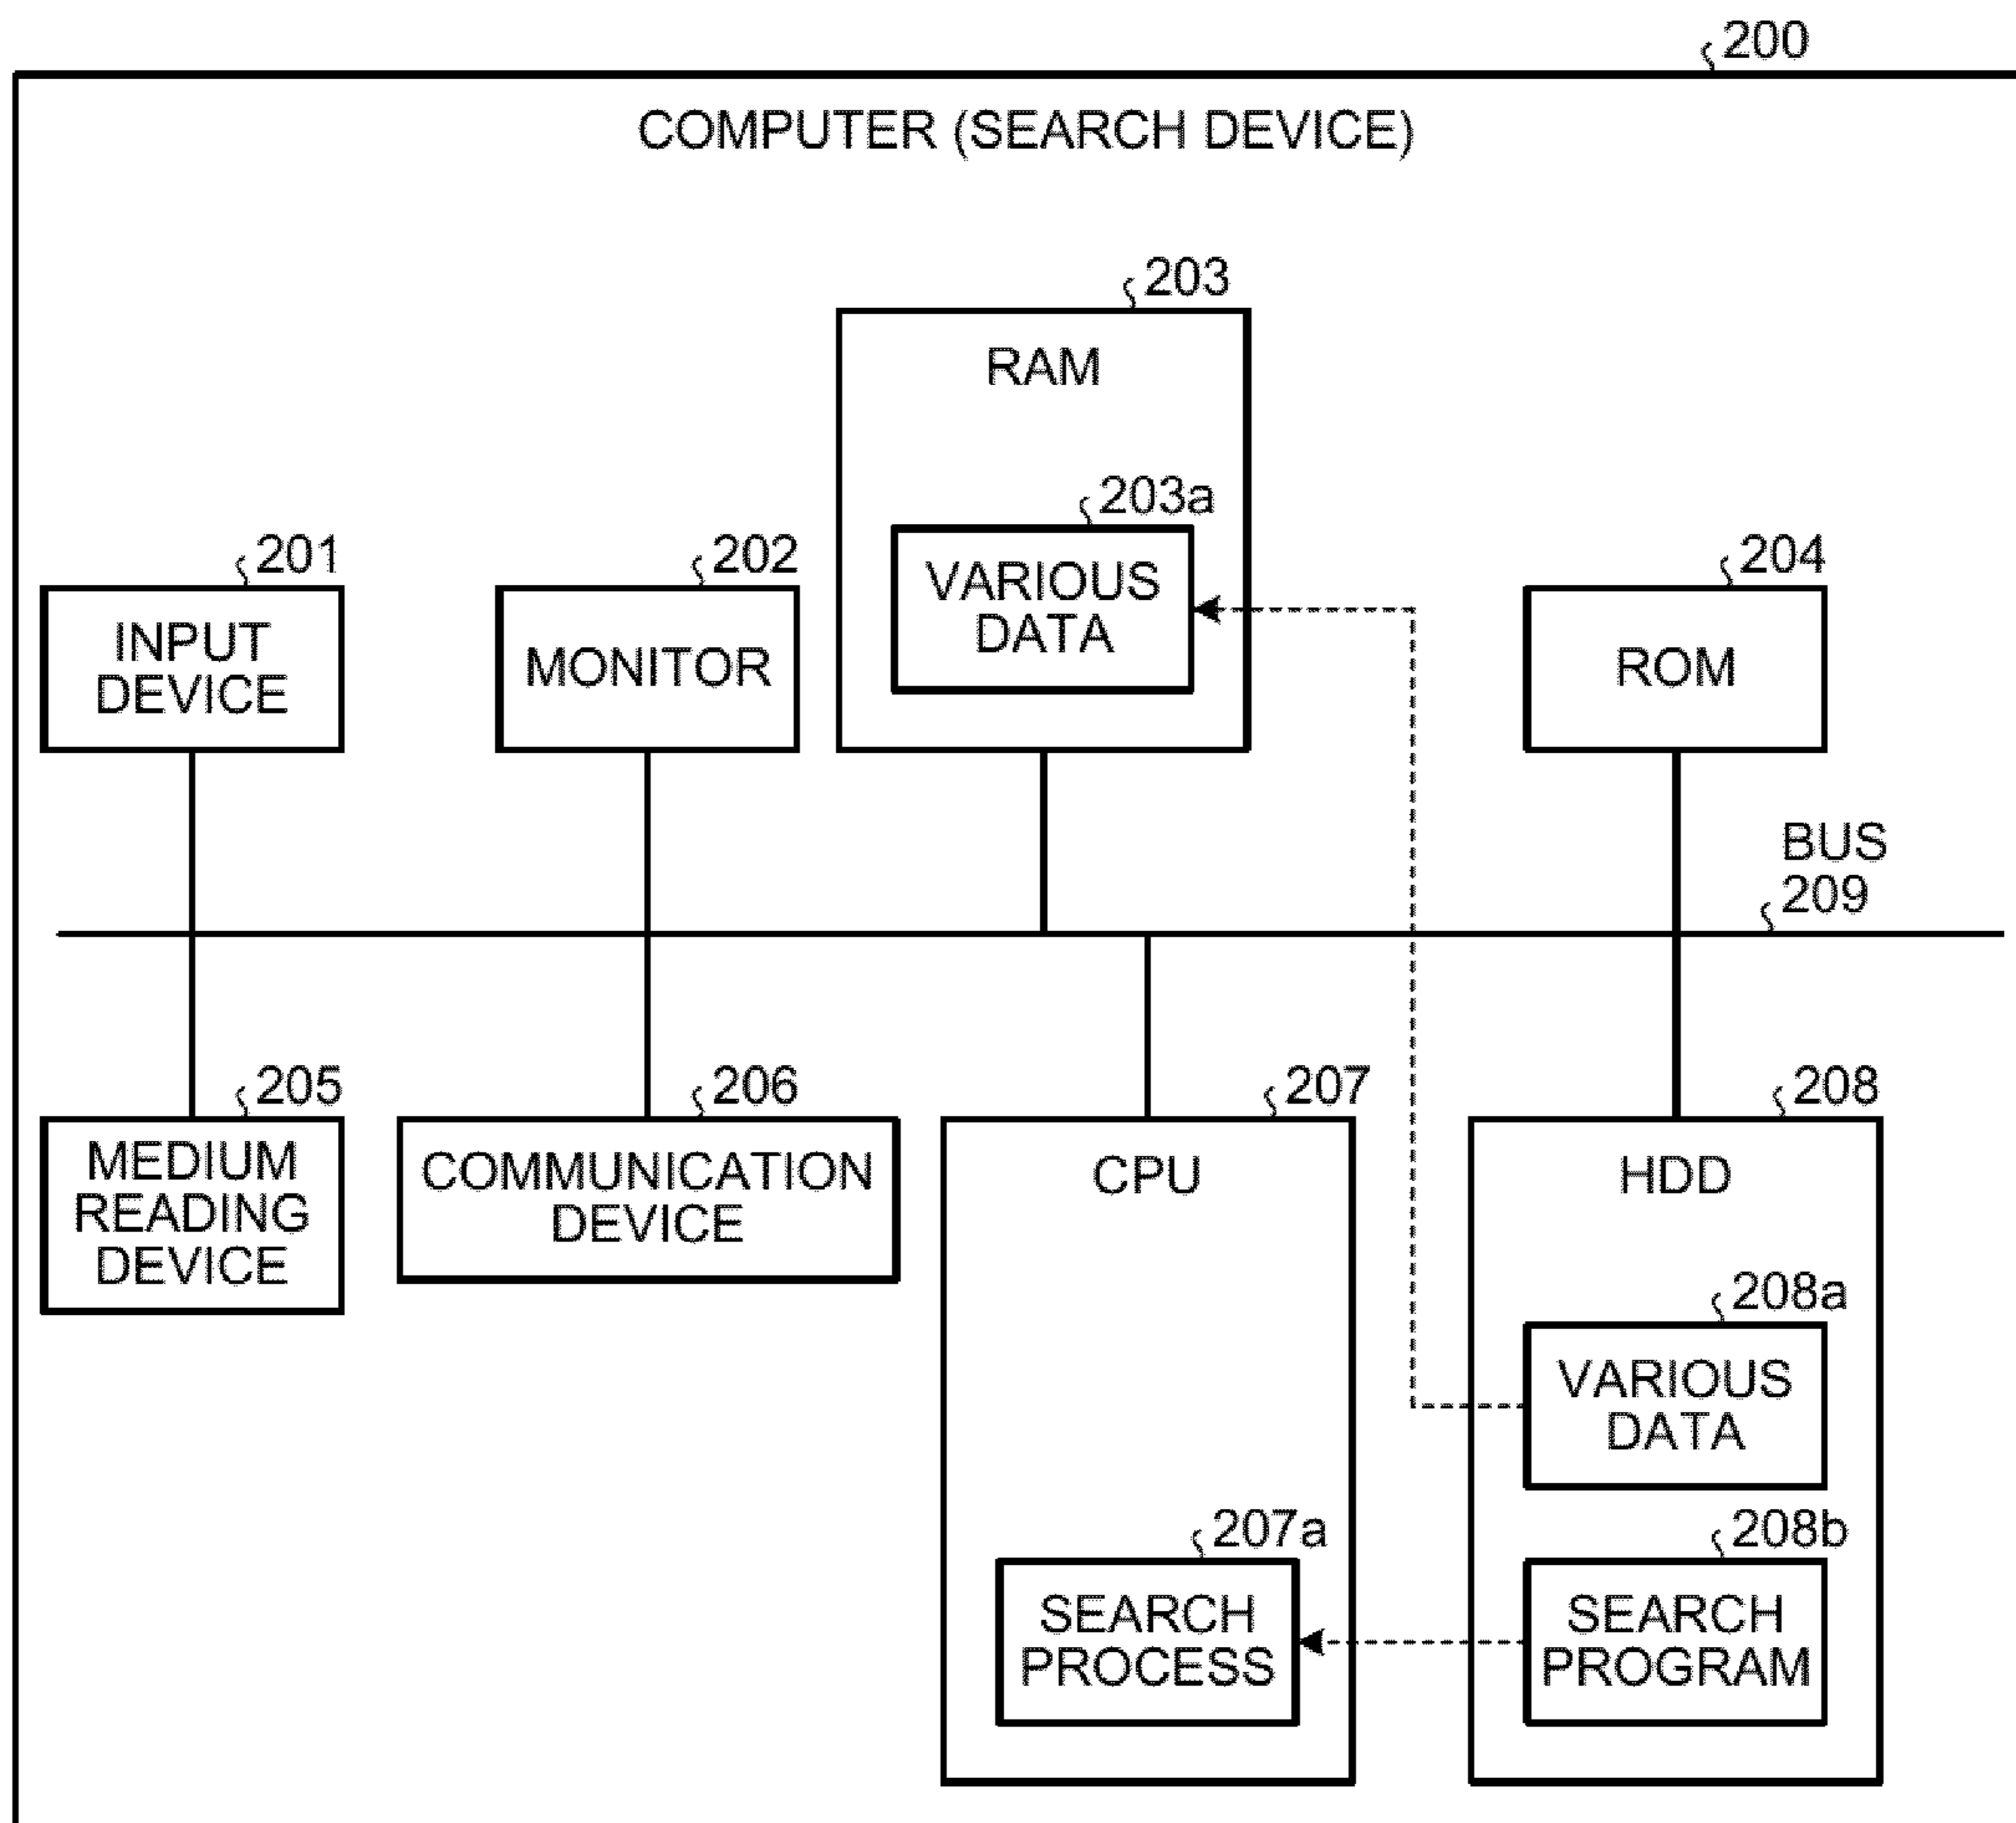 200
COMPUTER (SEARCH DEVICE)
203
RAM
203a
VARIOUS
DATA
201
INPUT
DEVICE
202
MONITOR
204
ROM
BUS
209
205
MEDIUM
READING
DEVICE
206
COMMUNICATION
DEVICE
207
CPU
207a
SEARCH
PROCESS
208
HDD
208a
VARIOUS
DATA
208b
SEARCH
PROGRAM